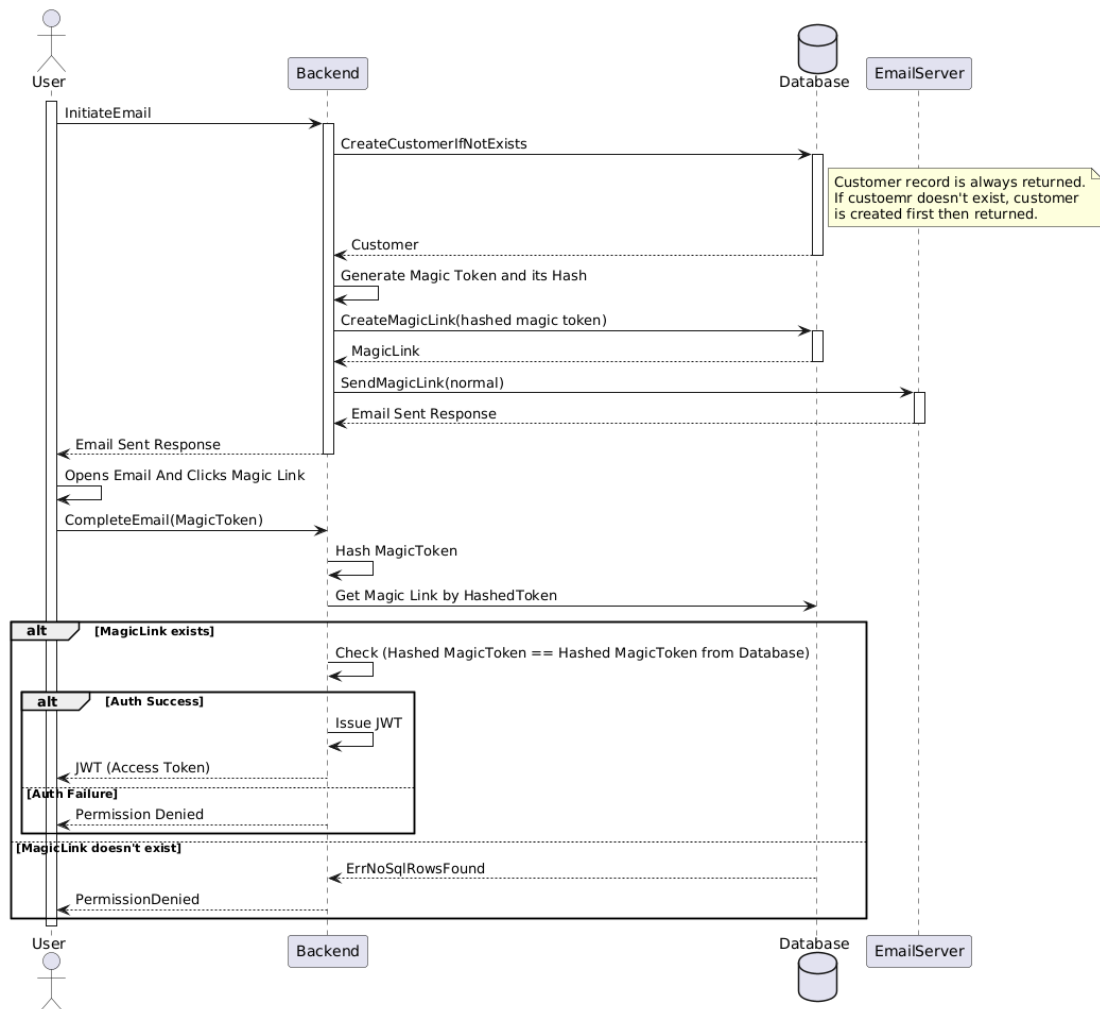 User
Backend
Database
EmailServer
InitiateEmail
CreateCustomerIfNotExists
Customer record is always returned.
If custoemr doesn't exist, customer
is created first then returned.
Customer
Generate Magic Token and its Hash
CreateMagicLink(hashed magic token)
MagicLink
SendMagicLink(normal)
Email Sent Response
Email Sent Response
Opens Email And Clicks Magic Link
CompleteEmail(MagicToken)
Hash MagicToken
Get Magic Link by HashedToken
alt [MagicLink exists]
Check (Hashed MagicToken == Hashed MagicToken from Database)
alt [Auth Success]
Issue JWT
JWT (Access Token)
[Auth Failure]
Permission Denied
[MagicLink doesn't exist]
ErrNoSqlRowsFound
PermissionDenied
User
Backend
Database
EmailServer